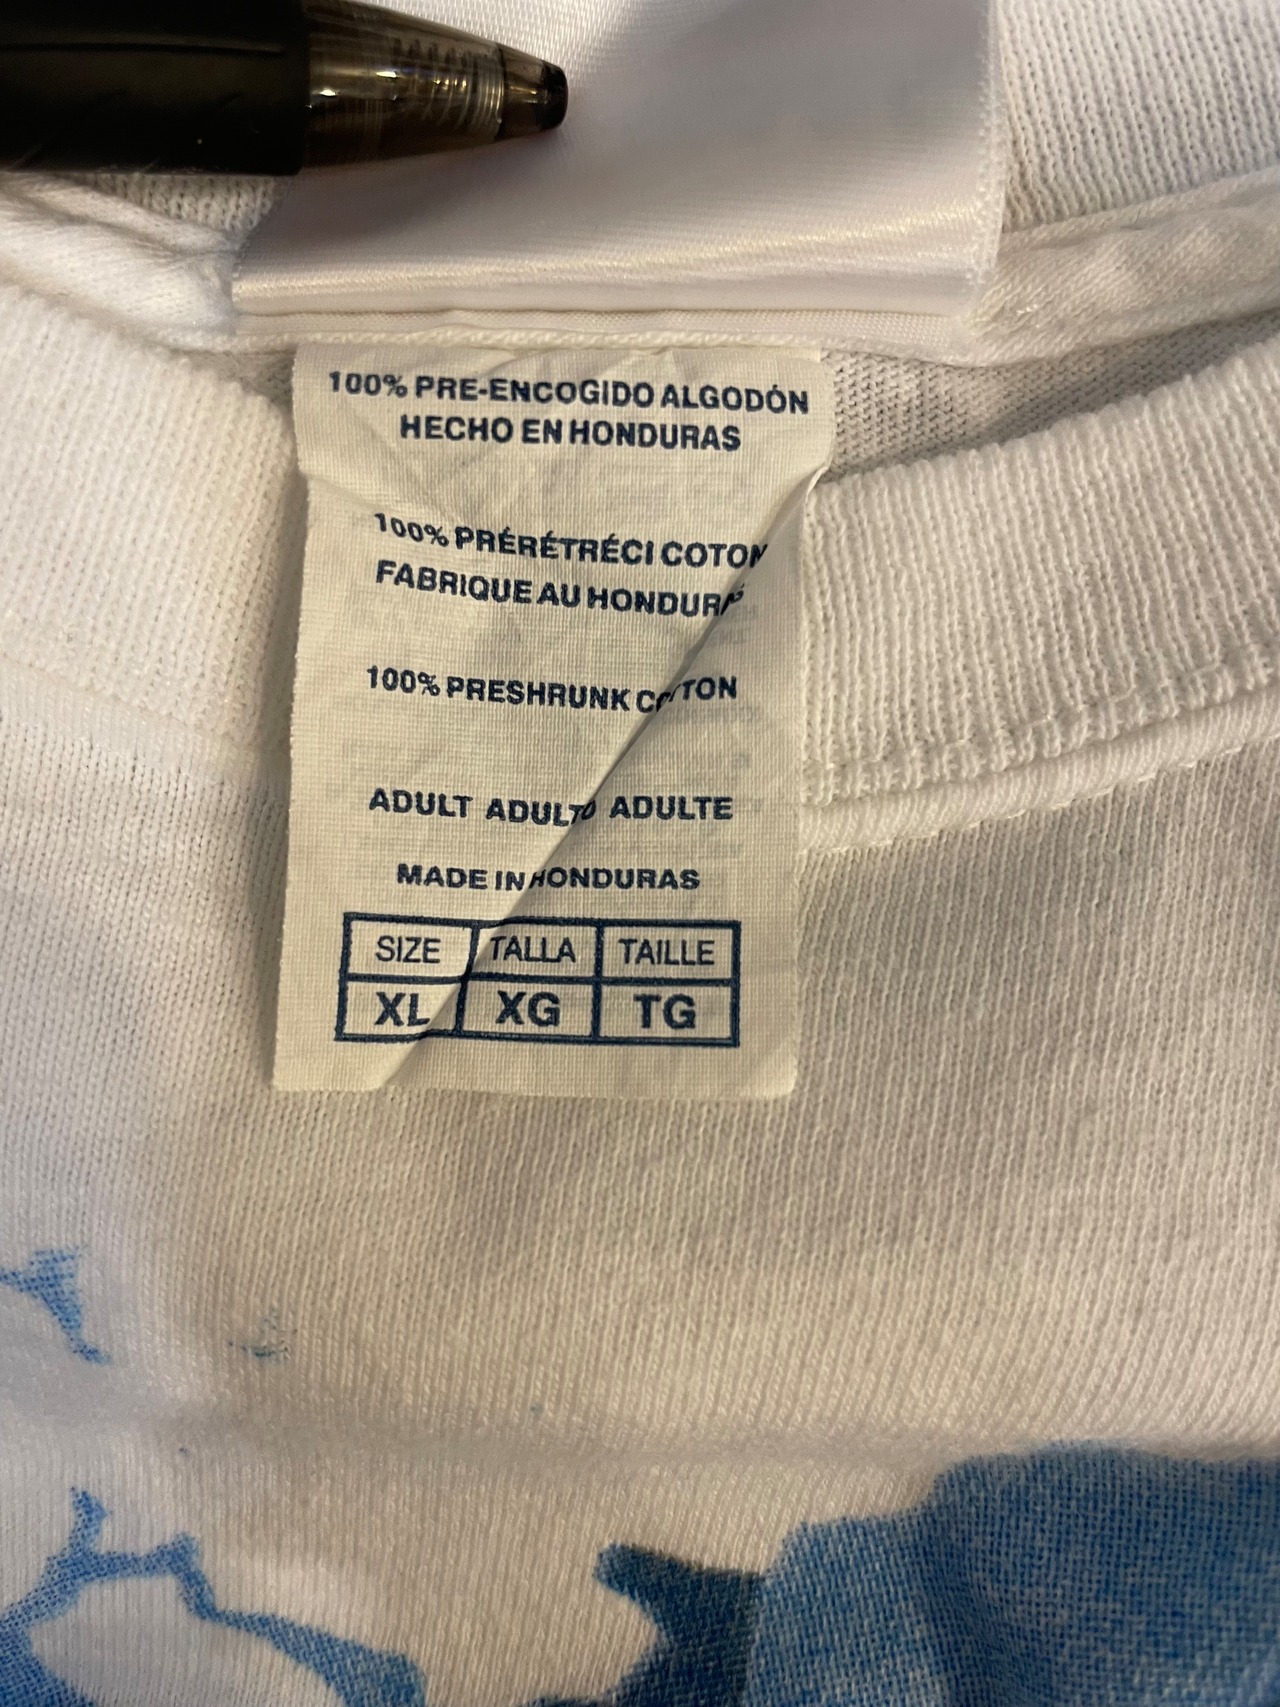 100% PRE-ENCOGIDO ALGODÓN
HECHO EN HONDURAS
100% PRÉRÉTRÉCI COTON
FABRIQUE AU
100% PRESHRUNK COTTON
ADULT ADULTO ADULTE
MADE IN HONDURAS
SIZE TALLA TAILLE
XL XG TG